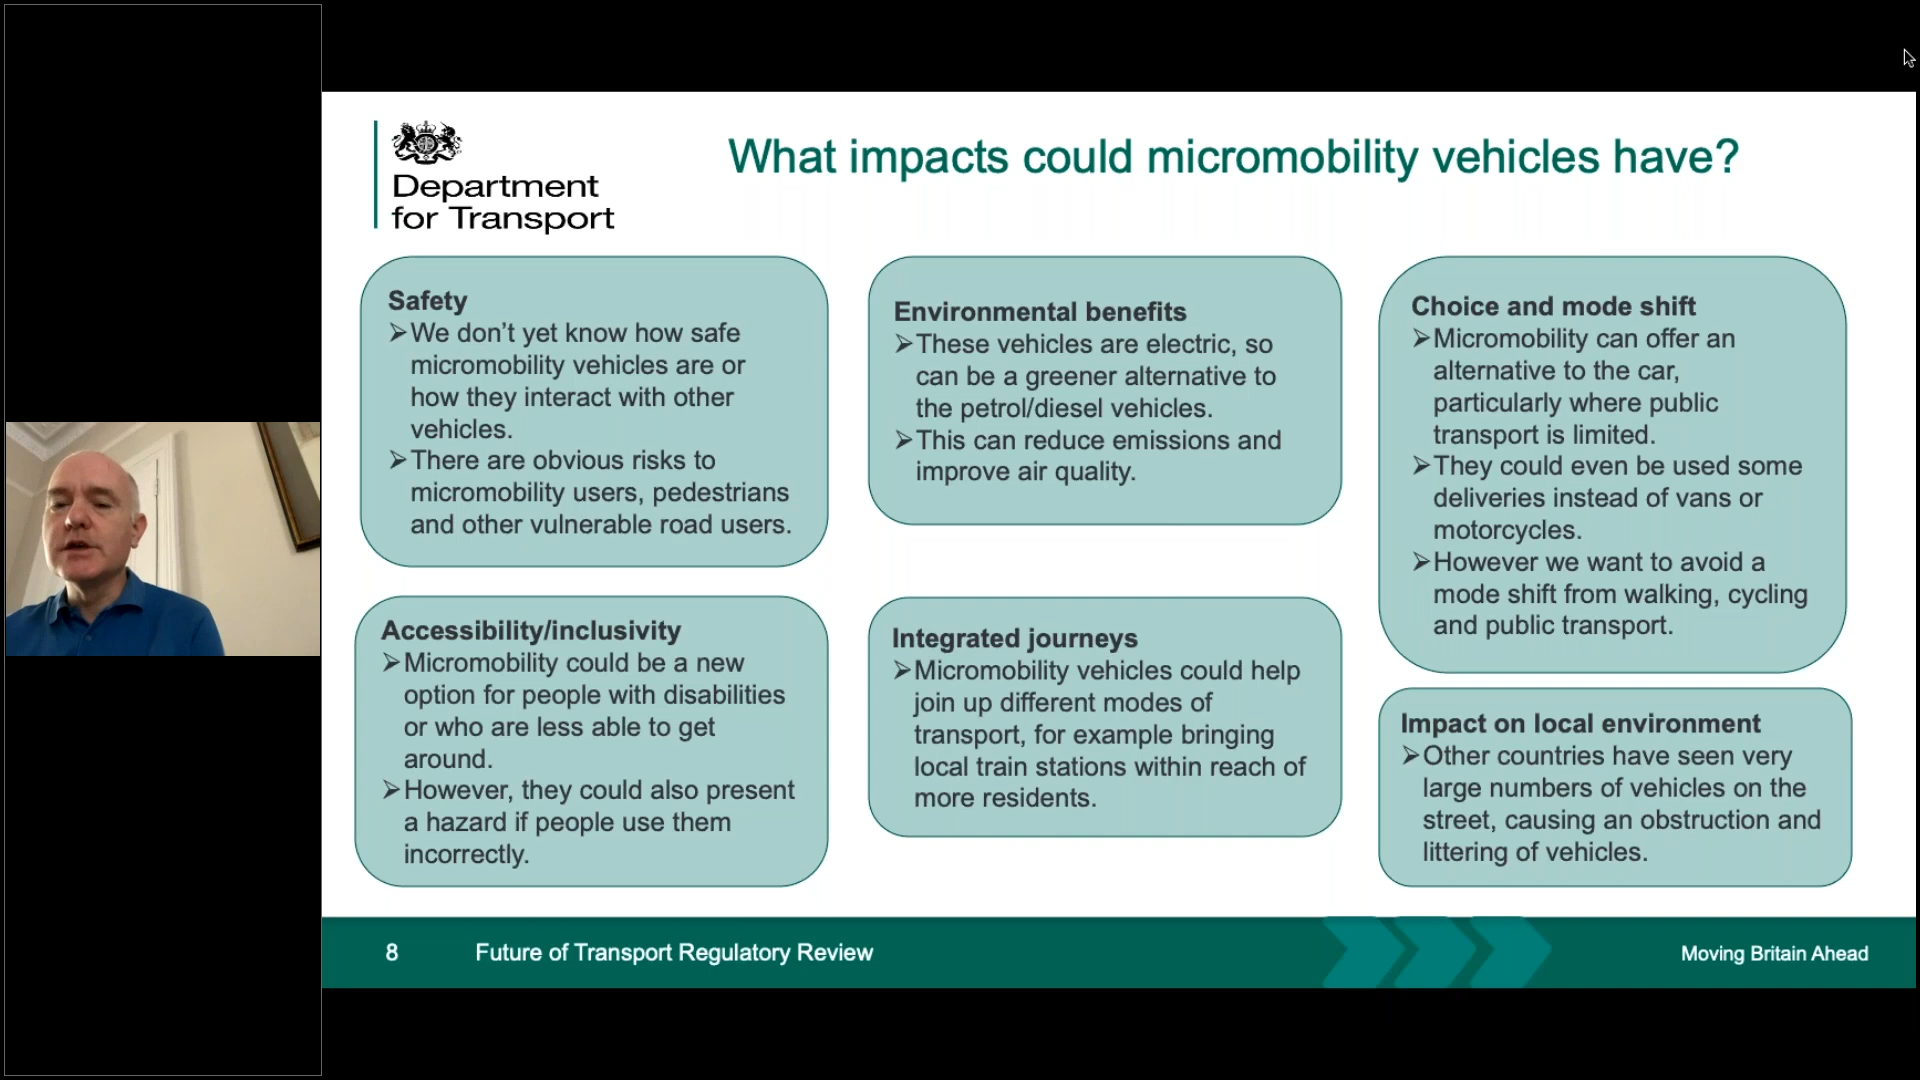 Department
for Transport
What impacts could micromobility vehicles have?
Safety
➢We don’t yet know how safe
micromobility vehicles are or
how they interact with other
vehicles.
➢There are obvious risks to
micromobility users, pedestrians
and other vulnerable road users.
Environmental benefits
➢These vehicles are electric, so
can be a greener alternative to
the petrol/diesel vehicles.
➢This can reduce emissions and
improve air quality.
Choice and mode shift
➢Micromobility can offer an
alternative to the car,
particularly where public
transport is limited.
➢They could even be used some
deliveries instead of vans or
motorcycles.
➢However we want to avoid a
mode shift from walking, cycling
and public transport.
Accessibility/inclusivity
➢Micromobility could be a new
option for people with disabilities
or who are less able to get
around.
➢However, they could also present
a hazard if people use them
incorrectly.
Integrated journeys
➢Micromobility vehicles could help
join up different modes of
transport, for example bringing
local train stations within reach of
more residents.
Impact on local environment
➢Other countries have seen very
large numbers of vehicles on the
street, causing an obstruction and
littering of vehicles.
8 Future of Transport Regulatory Review Moving Britain Ahead